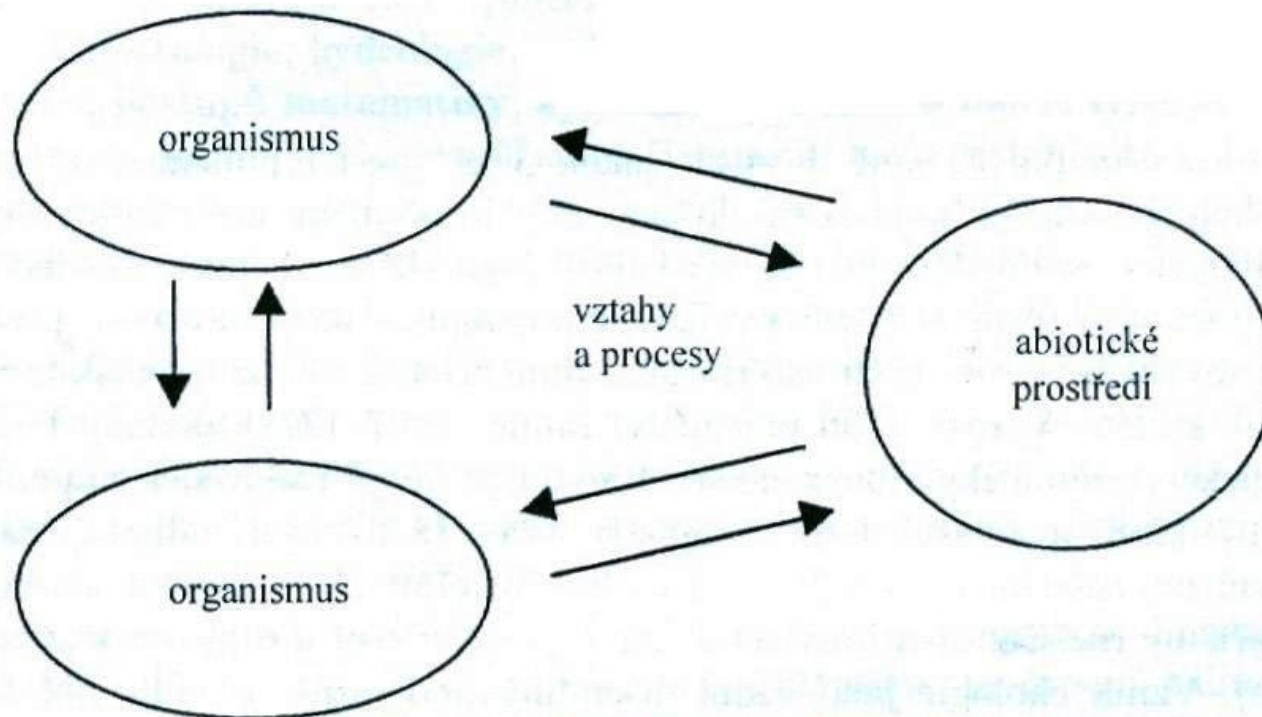 organismus
vztahy
a procesy
abiotické
prostředí
organismus